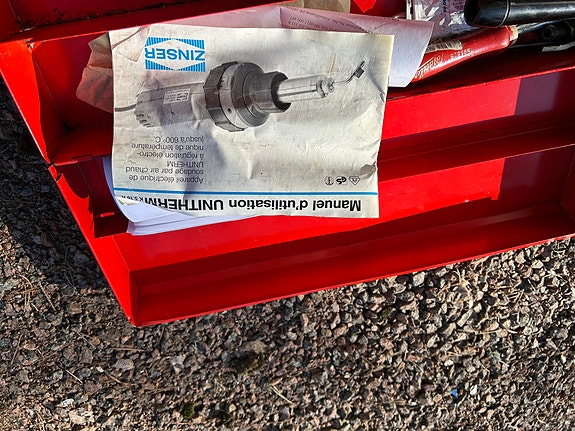 Manuel d'utilisation UNITHERM
Appareil électrique de
soudage par air chaud
UNITHERM
à régulation électro-
nique de température
jusqu'à 600° C.
ZINSER